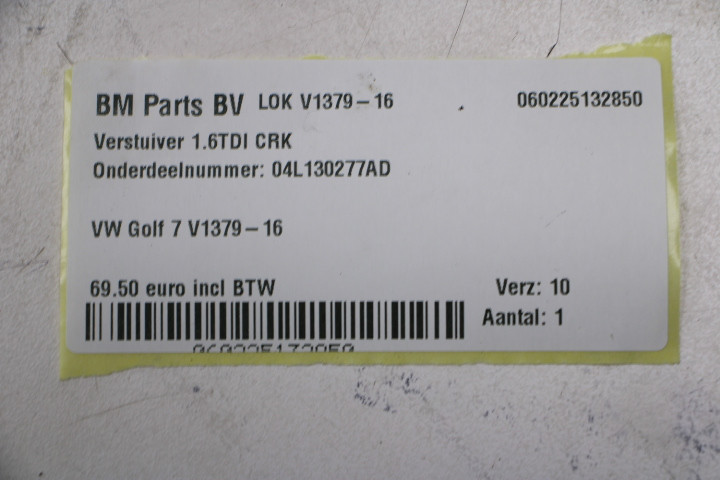 BM Parts BV LOK V1379-16 060225132850
Verstuiver 1.6TDI CRK
Onderdeelnummer: 04L130277AD
VW Golf 7 V1379-16
69.50 euro incl BTW Verz: 10
Aantal: 1
060225132850